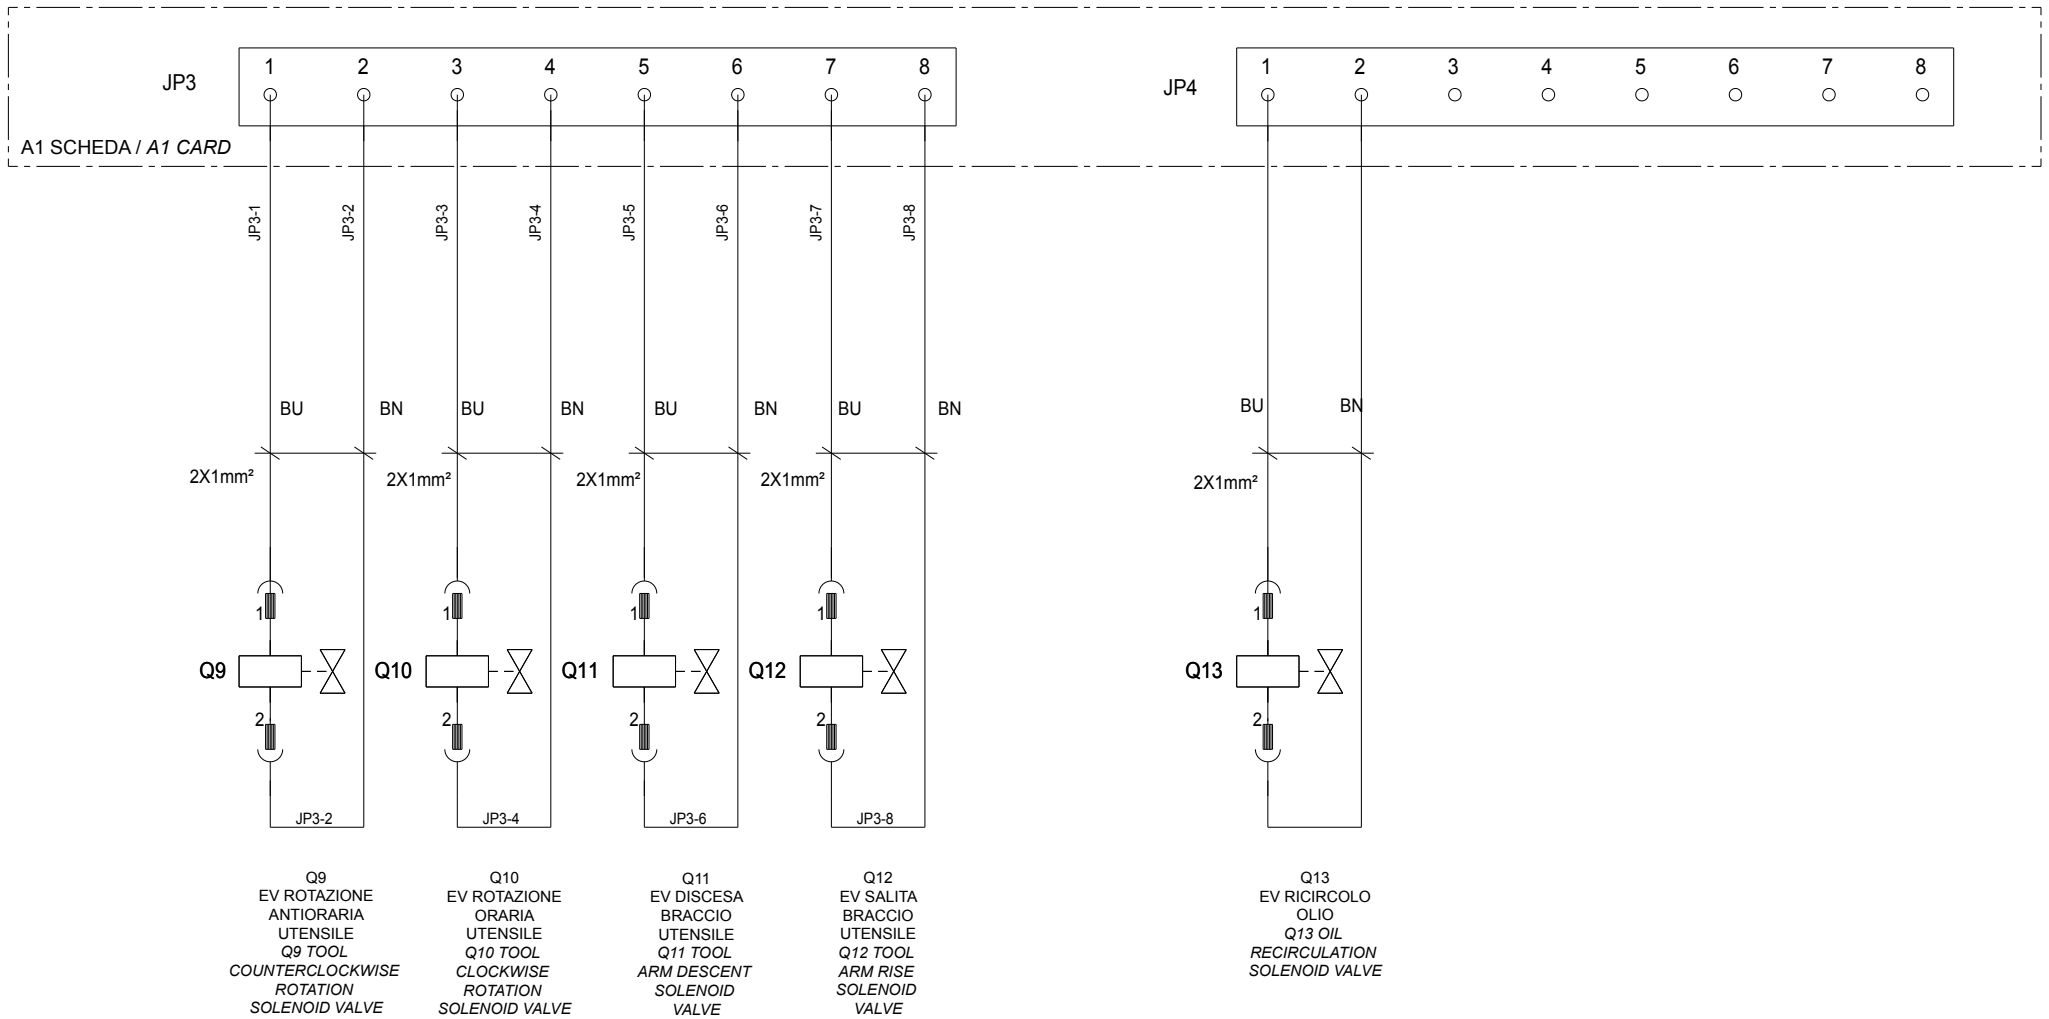 JP3
1 2 3 4 5 6 7 8
JP4
1 2 3 4 5 6 7 8
A1 SCHEDA / A1 CARD
JP3-1
JP3-2
JP3-3
JP3-4
JP3-5
JP3-6
JP3-7
JP3-8
BU BN BU BN BU BN BU BN
BU BN
2X1mm²
2X1mm²
2X1mm²
2X1mm²
2X1mm²
1
1
1
1
1
Q9
Q10
Q11
Q12
Q13
2
2
2
2
2
JP3-2
JP3-4
JP3-6
JP3-8
Q9
EV ROTAZIONE
ANTIORARIA
UTENSILE
Q9 TOOL
COUNTERCLOCKWISE
ROTATION
SOLENOID VALVE
Q10
EV ROTAZIONE
ORARIA
UTENSILE
Q10 TOOL
CLOCKWISE
ROTATION
SOLENOID VALVE
Q11
EV DISCESA
BRACCIO
UTENSILE
Q11 TOOL
ARM DESCENT
SOLENOID
VALVE
Q12
EV SALITA
BRACCIO
UTENSILE
Q12 TOOL
ARM RISE
SOLENOID
VALVE
Q13
EV RICIRCOLO
OLIO
Q13 OIL
RECIRCULATION
SOLENOID VALVE